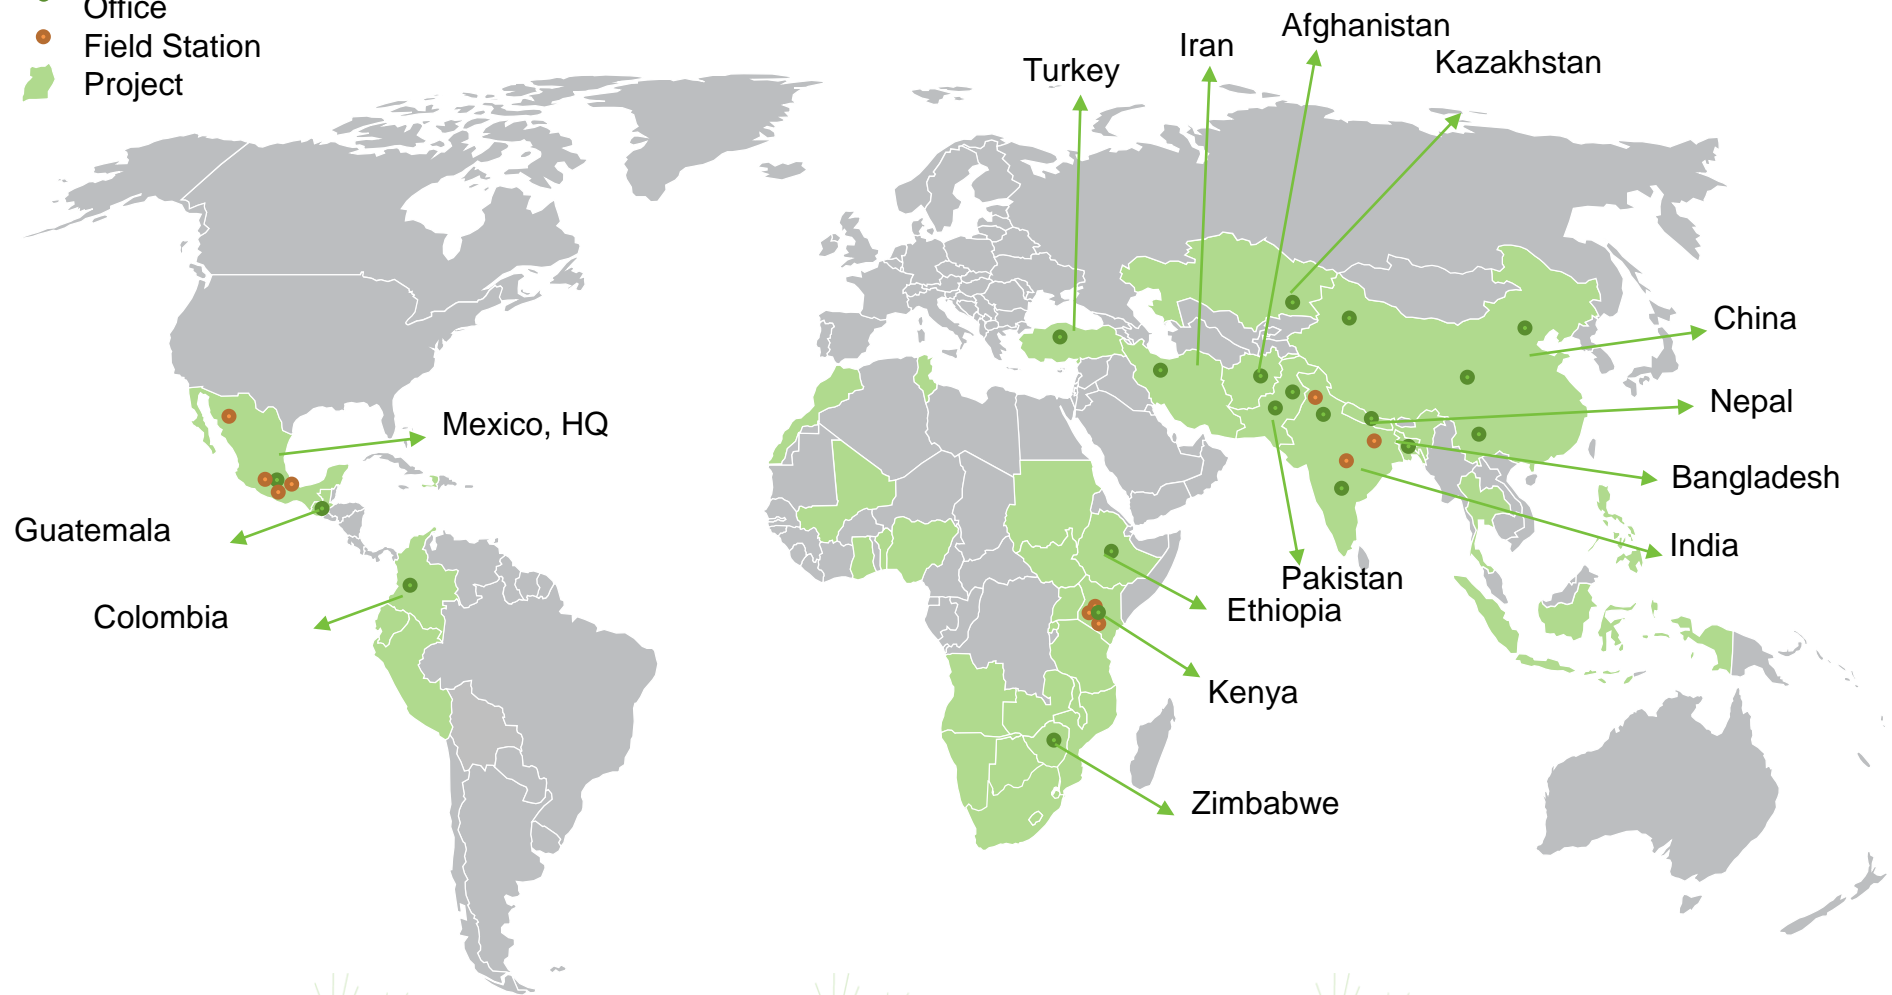 Office
Field Station
Project
Afghanistan
Iran
Kazakhstan
Turkey
China
Nepal
Mexico, HQ
Bangladesh
Guatemala
India
Pakistan
Ethiopia
Colombia
Kenya
Zimbabwe